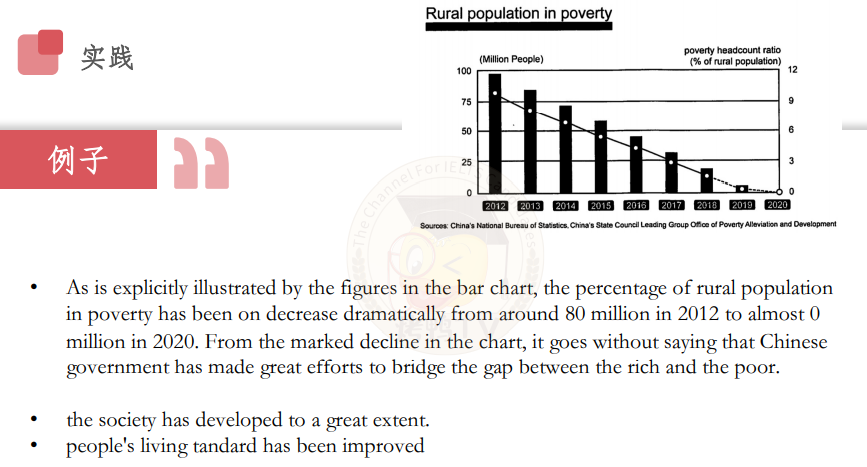 实践
例子
Rural population in poverty
(Million People)
poverty headcount ratio
(% of rural population)
100
75
50
25
0
12
9
6
3
0
2012 2013 2014 2015 2016 2017 2018 2019 2020
Sources: China's National Bureau of Statistics, China's State Council Leading Group Office of Poverty Alleviation and Development
• As is explicitly illustrated by the figures in the bar chart, the percentage of rural population
in poverty has been on decrease dramatically from around 80 million in 2012 to almost 0
million in 2020. From the marked decline in the chart, it goes without saying that Chinese
government has made great efforts to bridge the gap between the rich and the poor.
• the society has developed to a great extent.
• people's living tandard has been improved
The Channel For IELTS